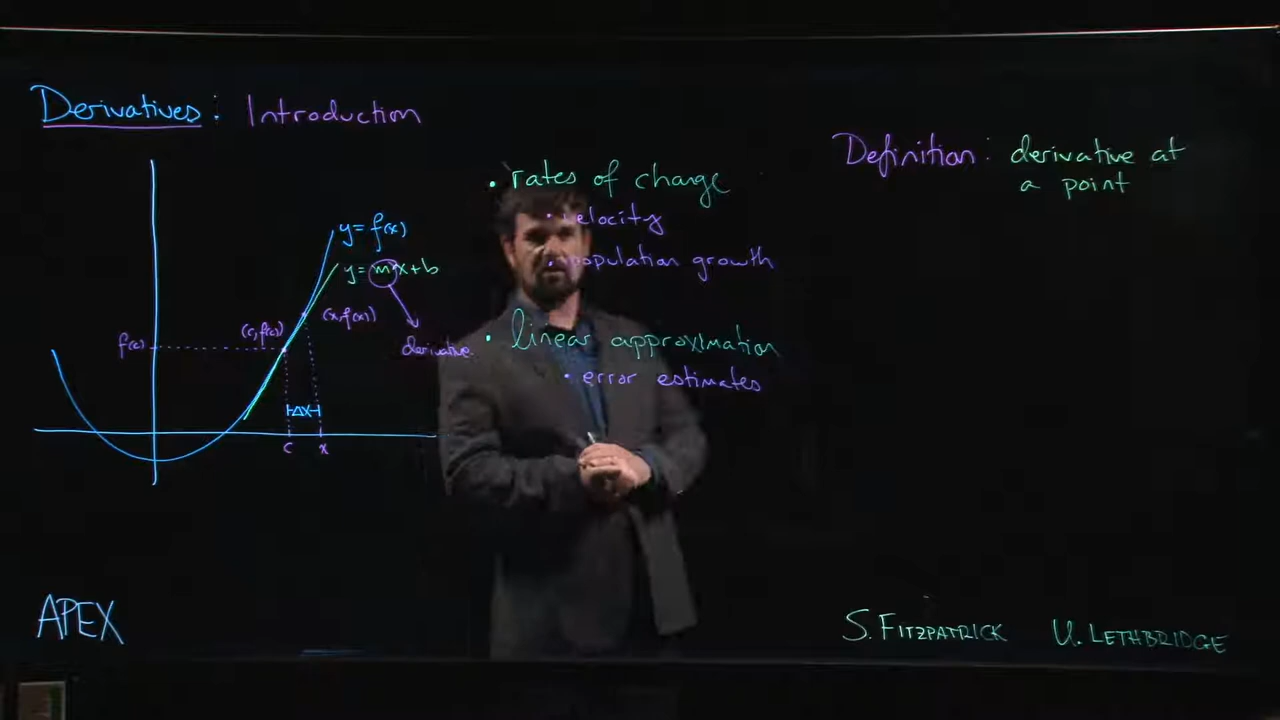 Derivatives: Introduction
y = f(x)
y = mx + b
(x, f(x))
(c, f(c))
f(c)
derivative
Δx
c
x
• rates of change
• velocity
• population growth
• linear approximation
• error estimates
Definition: derivative at
a point
APEX
S. FITZPATRICK U. LETHBRIDGE